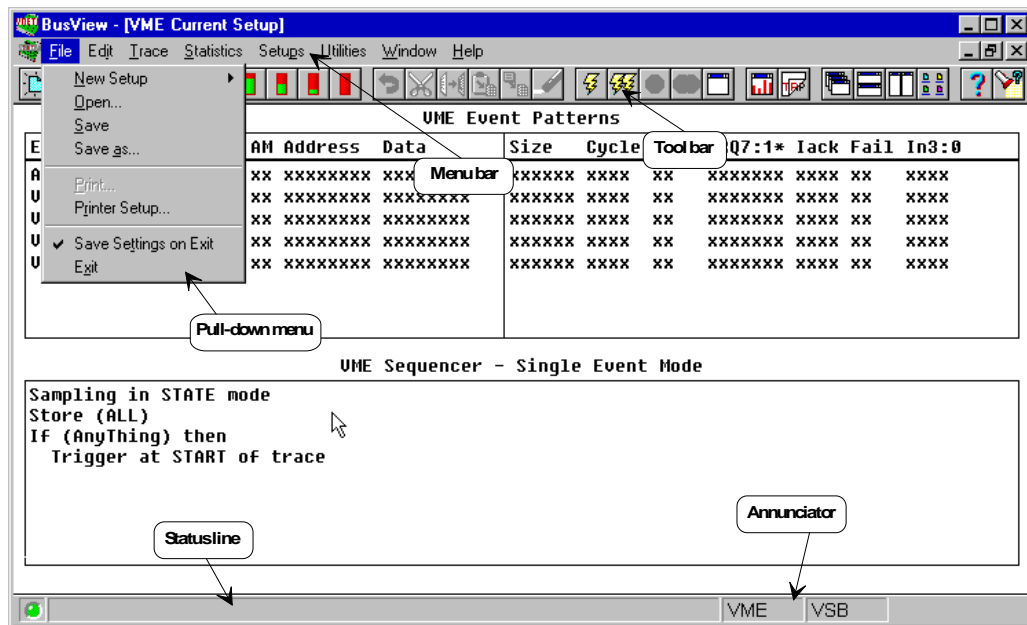 BusView - [VME Current Setup]
File Edit Trace Statistics Setups Utilities Window Help
New Setup
Open...
Save
Save as...
Print...
Printer Setup...
Save Settings on Exit
Exit
TRP
VME Event Patterns
E AM Address Data Size Cycle Q7:1* Iack Fail In3:0
Tool bar
Menu bar
A xx xxxxxxxx xxx xxxxxx xxxx xx xxxxxxx xxxx xx xxxx
V xx xxxxxxxx xxxxxxxx xxxxxx xxxx xx xxxxxxx xxxx xx xxxx
V xx xxxxxxxx xxxxxxxx xxxxxx xxxx xx xxxxxxx xxxx xx xxxx
V xx xxxxxxxx xxxxxxxx xxxxxx xxxx xx xxxxxxx xxxx xx xxxx
V xx xxxxxxxx xxxxxxxx xxxxxx xxxx xx xxxxxxx xxxx xx xxxx
Pull-down menu
VME Sequencer - Single Event Mode
Sampling in STATE mode
Store (ALL)
If (AnyThing) then
Trigger at START of trace
Annunciator
Statusline
VME VSB